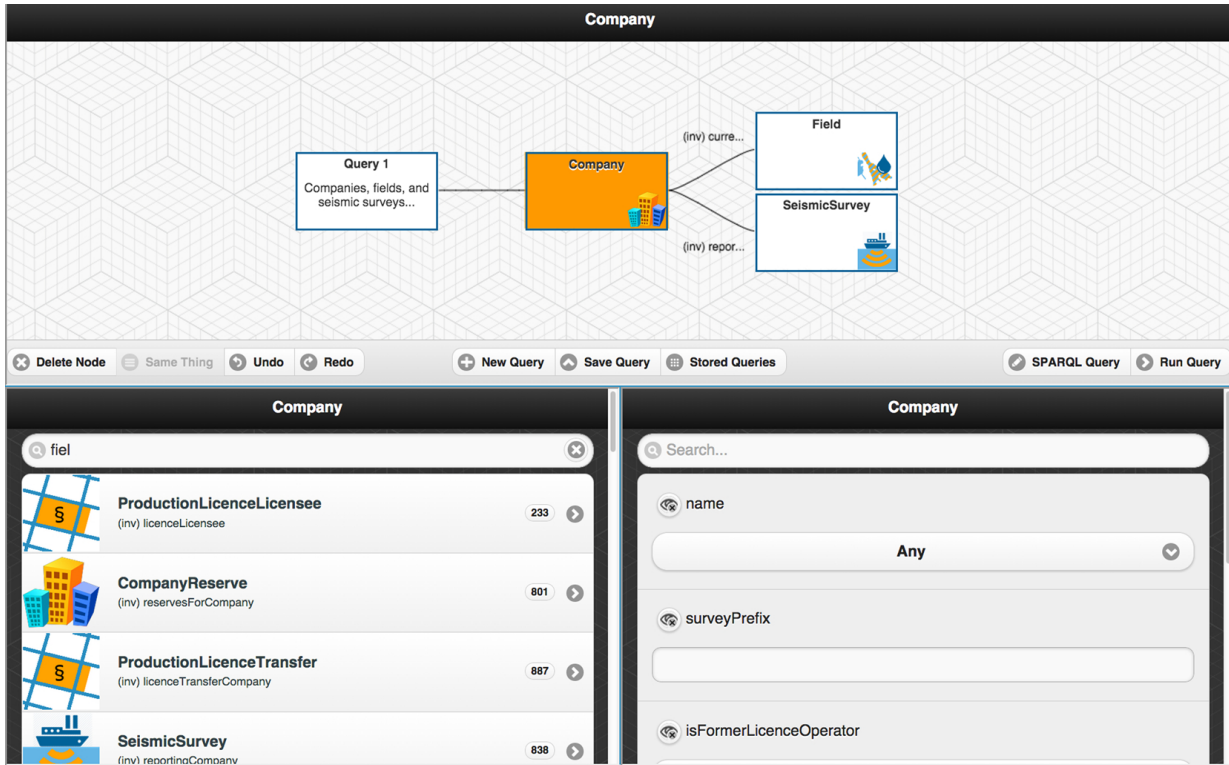 Company
Query 1
Companies, fields, and
seismic surveys...
Company
(inv) curre...
Field
SeismicSurvey
(inv) repor...
Delete Node
Same Thing
Undo
Redo
New Query
Save Query
Stored Queries
SPARQL Query
Run Query
Company
fiel
§
ProductionLicenceLicensee
(inv) licenceLicensee
233
CompanyReserve
(inv) reservesForCompany
801
§
ProductionLicenceTransfer
(inv) licenceTransferCompany
887
SeismicSurvey
(inv) reportingCompany
838
Company
Search...
name
Any
surveyPrefix
isFormerLicenceOperator